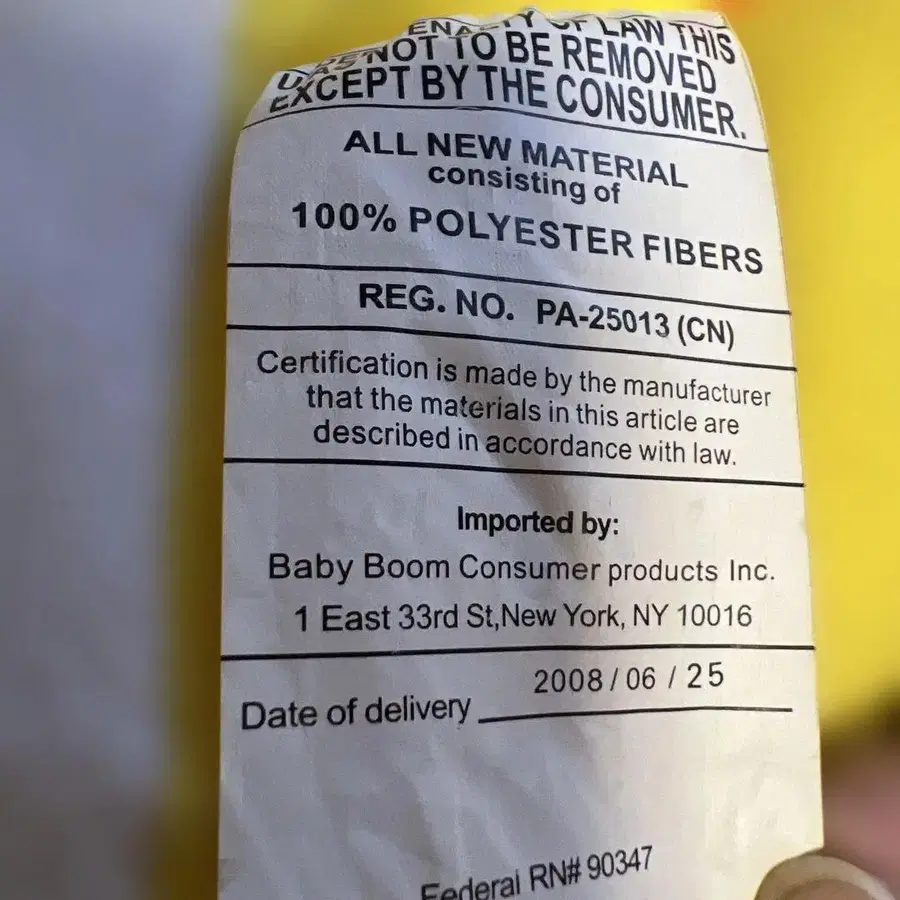 OF LAW THIS
NOT TO BE REMOVED
EXCEPT BY THE CONSUMER.
ALL NEW MATERIAL
consisting of
100% POLYESTER FIBERS
REG. NO. PA-25013 (CN)
Certification is made by the manufacturer
that the materials in this article are
described in accordance with law.
Imported by:
Baby Boom Consumer products Inc.
1 East 33rd St,New York, NY 10016
2008 / 06 / 25
Date of delivery
Federal RN# 90347